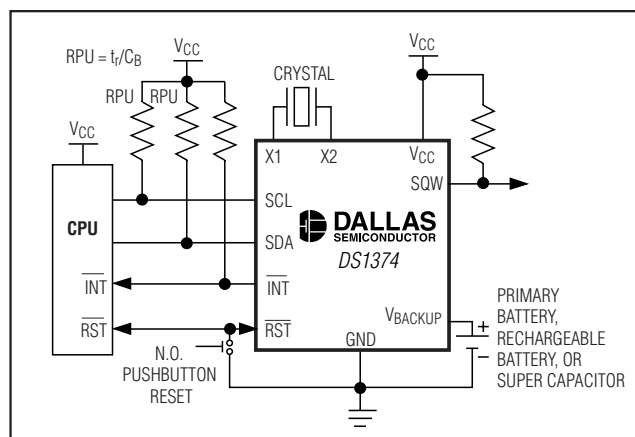 RPU = tr/CB
VCC
RPU RPU
VCC
CPU
INT
RST
N.O.
PUSHBUTTON
RESET
CRYSTAL
X1 X2
VCC
VCC
SCL
SDA
INT
RST
SQW
DALLAS
SEMICONDUCTOR
DS1374
VBACKUP
GND
+
−
PRIMARY
BATTERY,
RECHARGEABLE
BATTERY, OR
SUPER CAPACITOR